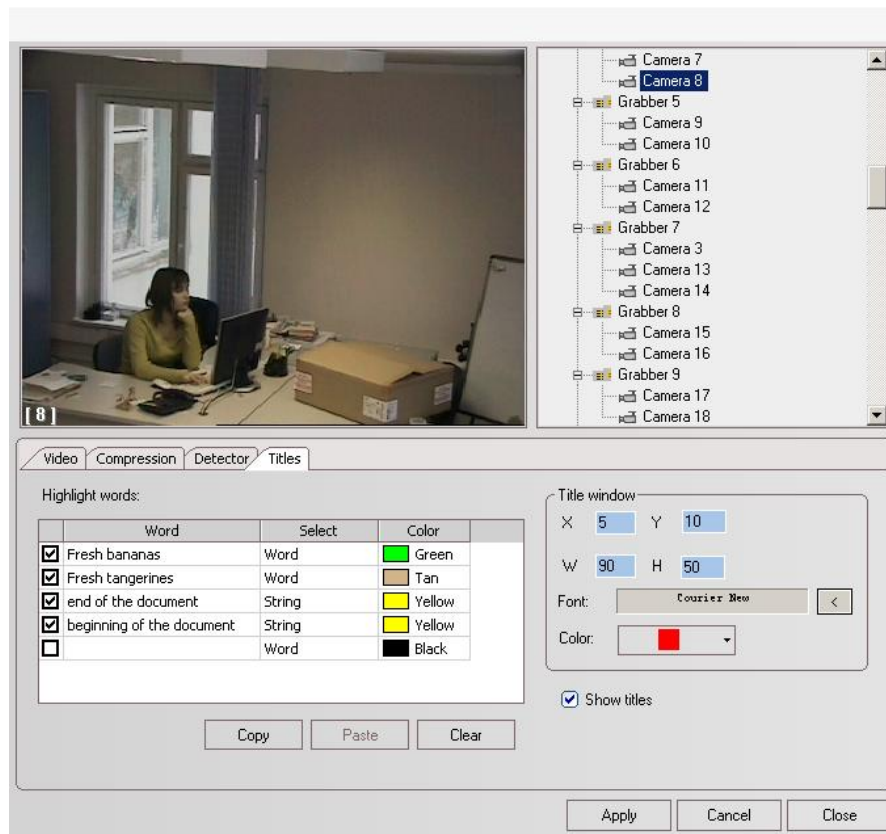 Camera 7
Camera 8
Grabber 5
Camera 9
Camera 10
Grabber 6
Camera 11
Camera 12
Grabber 7
Camera 3
Camera 13
Camera 14
Grabber 8
Camera 15
Camera 16
Grabber 9
Camera 17
Camera 18
[ 8 ]
Video Compression Detector Titles
Highlight words:
Word Select Color
Fresh bananas Word Green
Fresh tangerines Word Tan
end of the document String Yellow
beginning of the document String Yellow
Word Black
Copy Paste Clear
Title window
X 5 Y 10
W 90 H 50
Font: Courier New <
Color:
Show titles
Apply Cancel Close